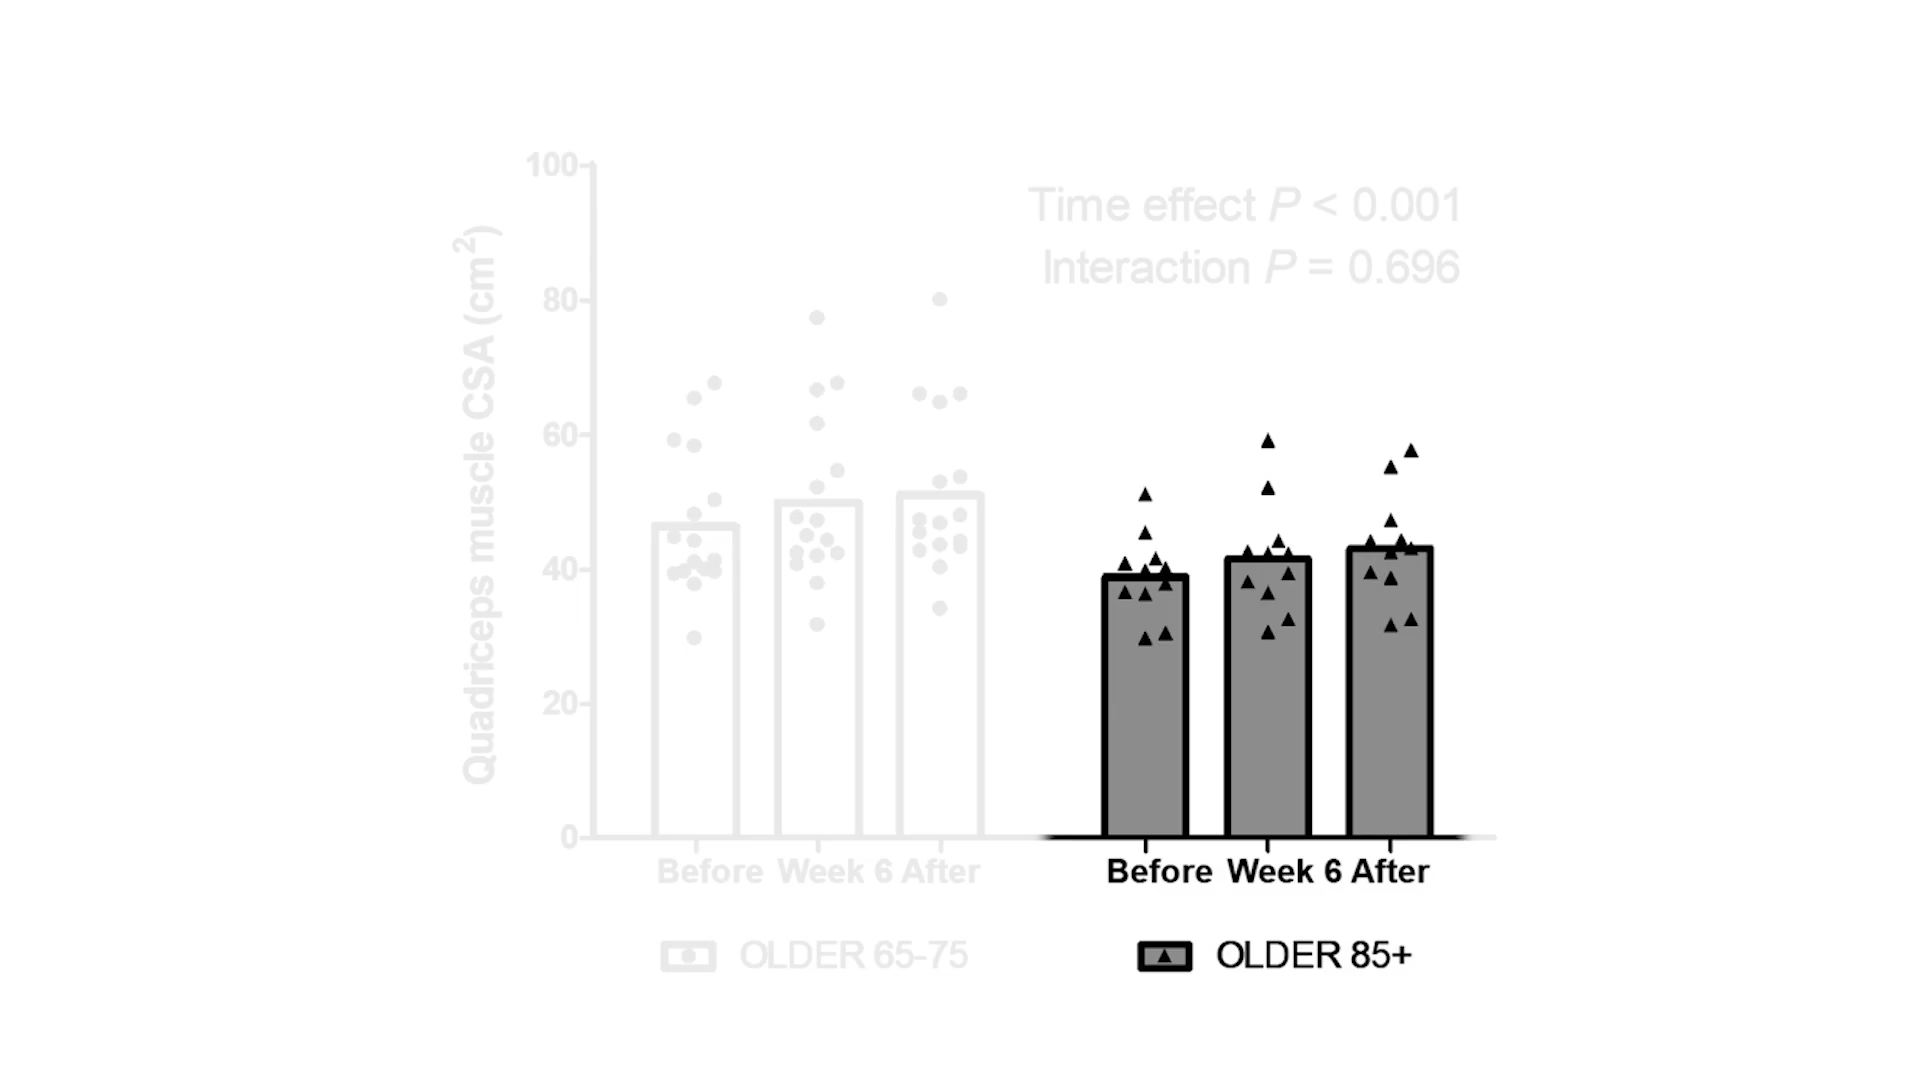 100
80
60
40
20
0
Quadriceps muscle CSA (cm²)
Time effect P < 0.001
Interaction P = 0.696
Before Week 6 After
Before Week 6 After
OLDER 65-75
OLDER 85+